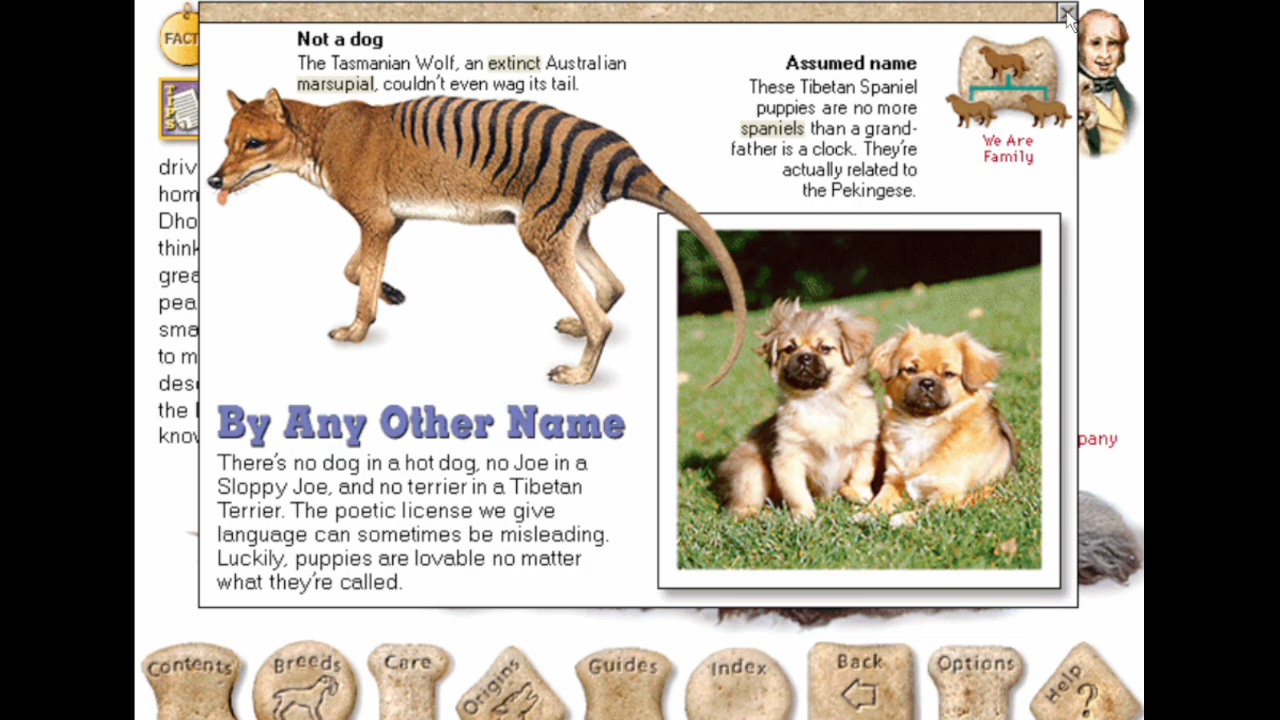 FACT
TIPS
Not a dog
The Tasmanian Wolf, an extinct Australian
marsupial, couldn't even wag its tail.
Assumed name
These Tibetan Spaniel
puppies are no more
spaniels than a grand-
father is a clock. They're
actually related to
the Pekingese.
We Are
Family
driv
hom
Dho
think
grea
pea
sma
to m
des
the
know
pany
By Any Other Name
There's no dog in a hot dog, no Joe in a
Sloppy Joe, and no terrier in a Tibetan
Terrier. The poetic license we give
language can sometimes be misleading.
Luckily, puppies are lovable no matter
what they're called.
Contents
Breeds
Care
Origins
Guides
Index
Back
Options
Help
?